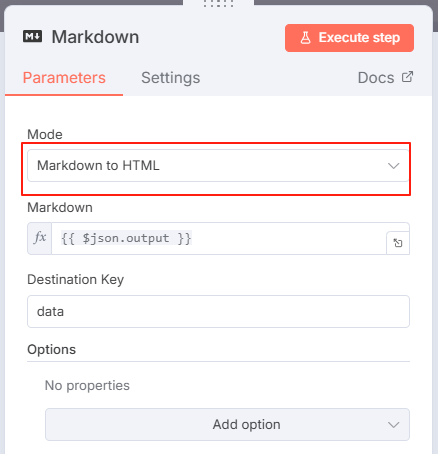 M↓ Markdown
Execute step
Parameters Settings Docs
Mode
Markdown to HTML
Markdown
fx {{ $json.output }}
Destination Key
data
Options
No properties
Add option